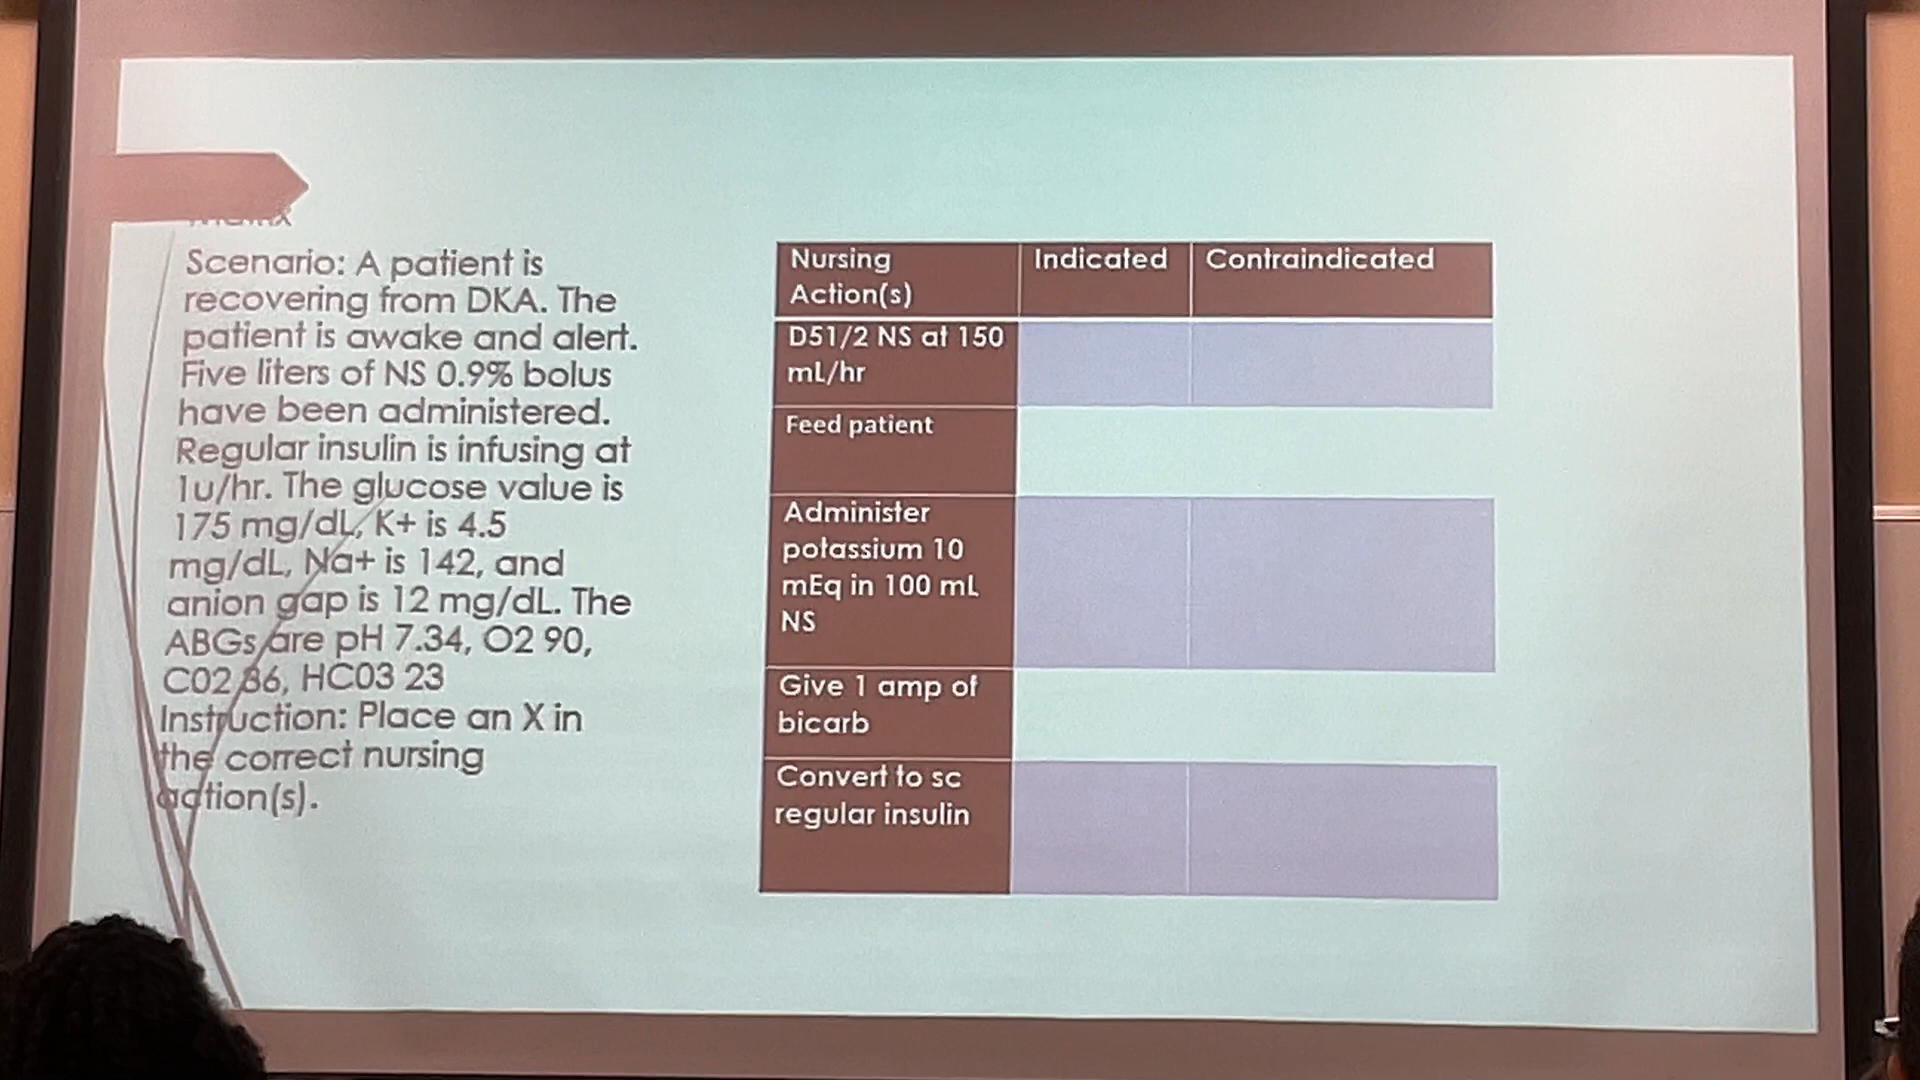 Scenario: A patient is
recovering from DKA. The
patient is awake and alert.
Five liters of NS 0.9% bolus
have been administered.
Regular insulin is infusing at
1u/hr. The glucose value is
175 mg/dL, K+ is 4.5
mg/dL, Na+ is 142, and
anion gap is 12 mg/dL. The
ABGs are pH 7.34, O2 90,
C02 36, HC03 23
Instruction: Place an X in
the correct nursing
action(s).
Nursing
Action(s)
Indicated
Contraindicated
D51/2 NS at 150
mL/hr
Feed patient
Administer
potassium 10
mEq in 100 mL
NS
Give 1 amp of
bicarb
Convert to sc
regular insulin